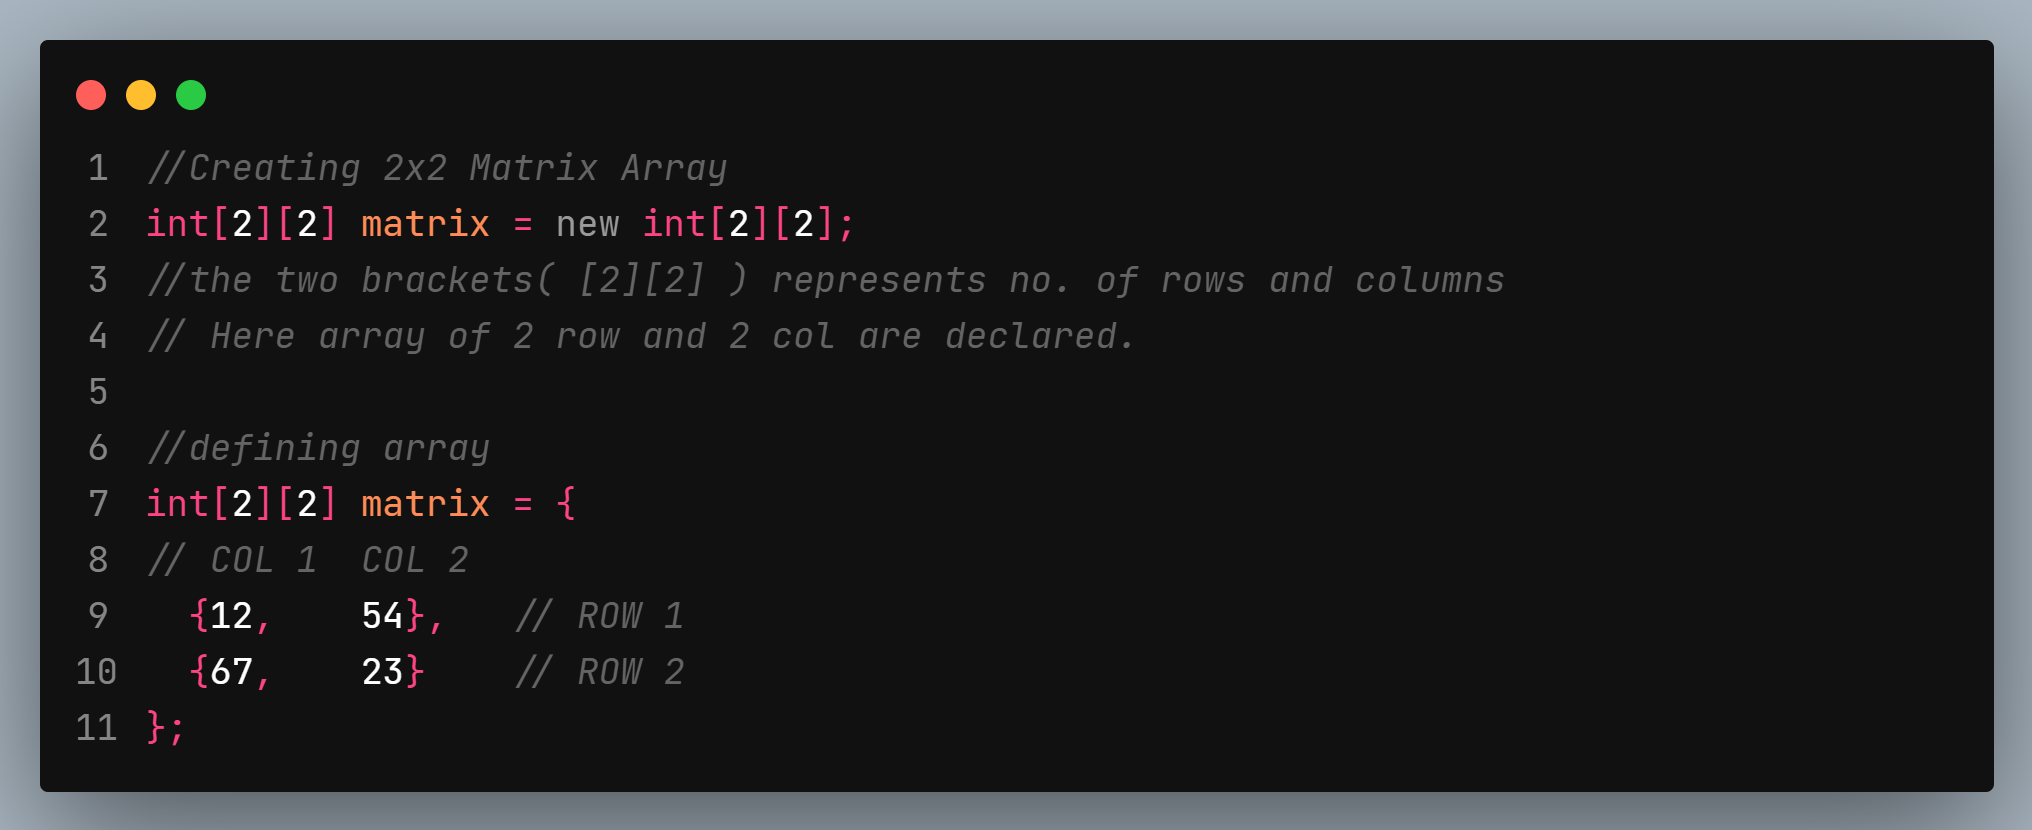 1 //Creating 2x2 Matrix Array
2 int[2][2] matrix = new int[2][2];
3 //the two brackets( [2][2] ) represents no. of rows and columns
4 // Here array of 2 row and 2 col are declared.
5
6 //defining array
7 int[2][2] matrix = {
8 // COL 1  COL 2
9   {12,    54},   // ROW 1
10   {67,    23}    // ROW 2
11 };